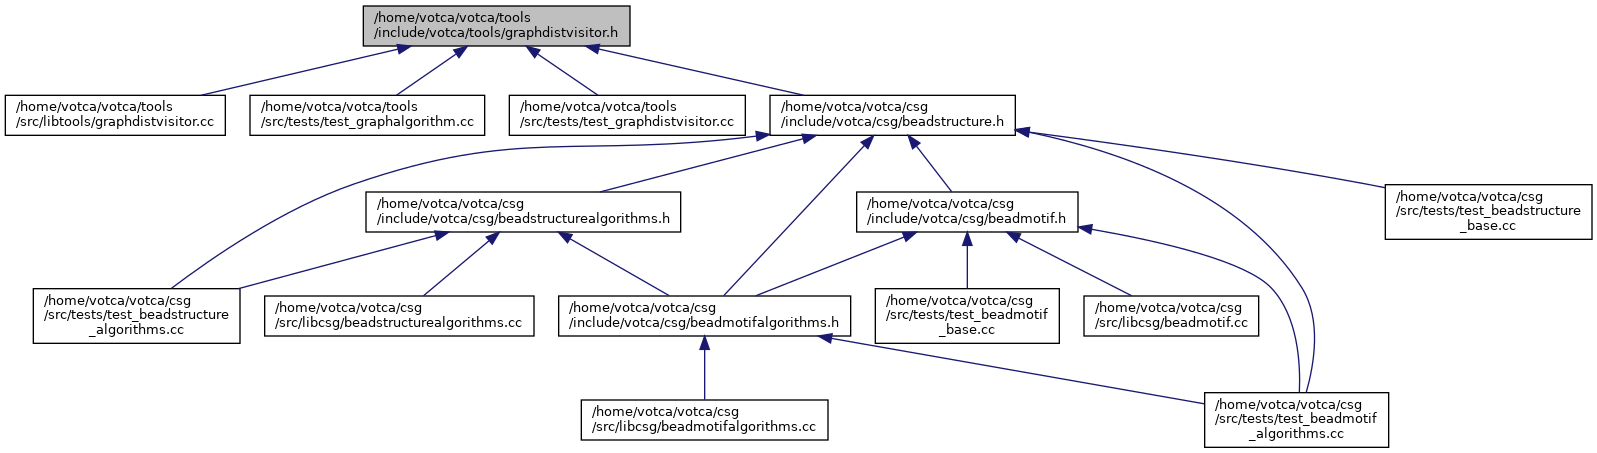 /home/votca/votca/tools
/include/votca/tools/graphdistvisitor.h
/home/votca/votca/tools
/src/libtools/graphdistvisitor.cc
/home/votca/votca/tools
/src/tests/test_graphalgorithm.cc
/home/votca/votca/tools
/src/tests/test_graphdistvisitor.cc
/home/votca/votca/csg
/include/votca/csg/beadstructure.h
/home/votca/votca/csg
/include/votca/csg/beadstructurealgorithms.h
/home/votca/votca/csg
/include/votca/csg/beadmotif.h
/home/votca/votca/csg
/src/tests/test_beadstructure
_base.cc
/home/votca/votca/csg
/src/tests/test_beadstructure
_algorithms.cc
/home/votca/votca/csg
/src/libcsg/beadstructurealgorithms.cc
/home/votca/votca/csg
/include/votca/csg/beadmotifalgorithms.h
/home/votca/votca/csg
/src/tests/test_beadmotif
_base.cc
/home/votca/votca/csg
/src/libcsg/beadmotif.cc
/home/votca/votca/csg
/src/libcsg/beadmotifalgorithms.cc
/home/votca/votca/csg
/src/tests/test_beadmotif
_algorithms.cc